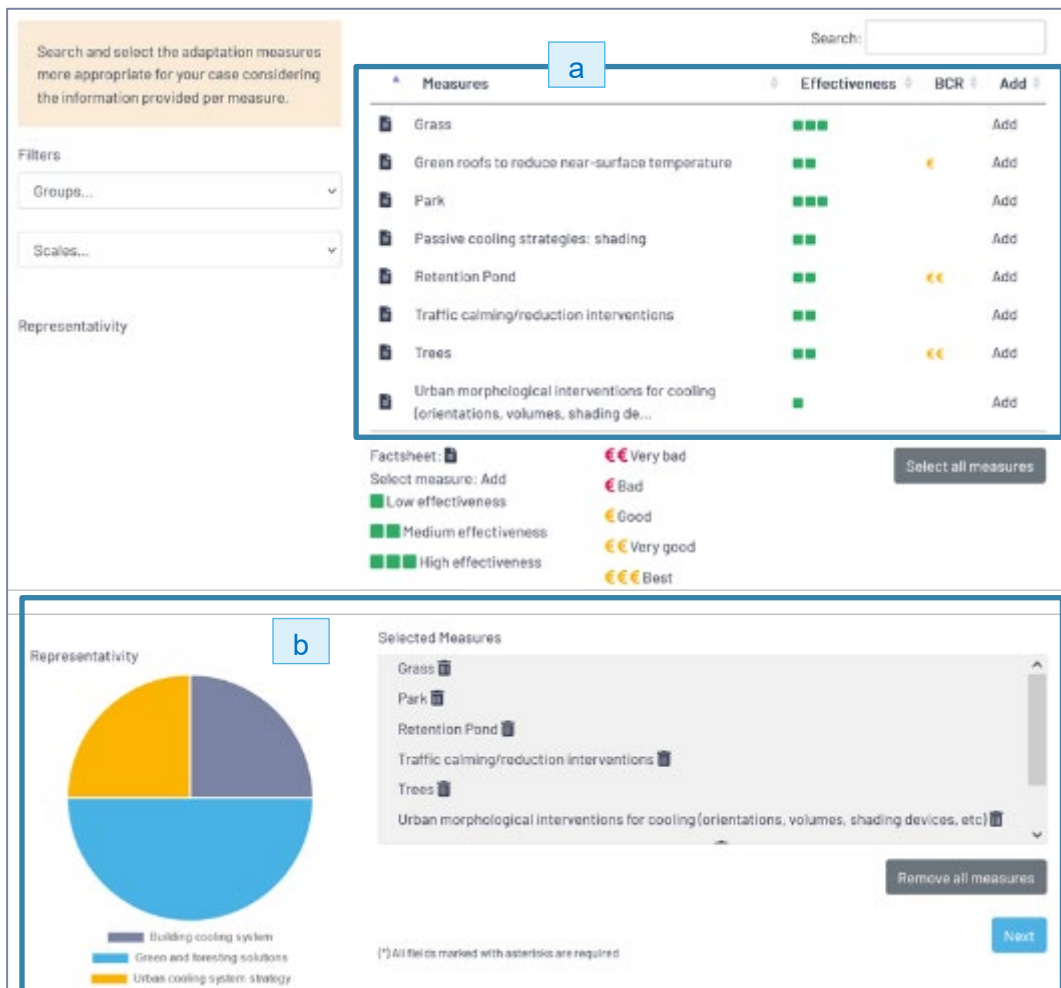 Search and select the adaptation measures
more appropriate for your case considering
the information provided per measure.
Filters
Groups...
Scales...
Representativity
Search:
a
Measures Effectiveness BCR Add
Grass Add
Green roofs to reduce near-surface temperature € Add
Park Add
Passive cooling strategies: shading Add
Retention Pond €€ Add
Traffic calming/reduction interventions Add
Trees €€ Add
Urban morphological interventions for cooling
(orientations, volumes, shading de... Add
Factsheet:
Select measure: Add
Low effectiveness
Medium effectiveness
High effectiveness
€€ Very bad
€ Bad
€ Good
€€ Very good
€€€ Best
Select all measures
b
Representativity
Building cooling system
Green and foresting solutions
Urban cooling system strategy
Selected Measures
Grass
Park
Retention Pond
Traffic calming/reduction interventions
Trees
Urban morphological interventions for cooling (orientations, volumes, shading devices, etc)
Remove all measures
Next
(*) All fields marked with asterisks are required